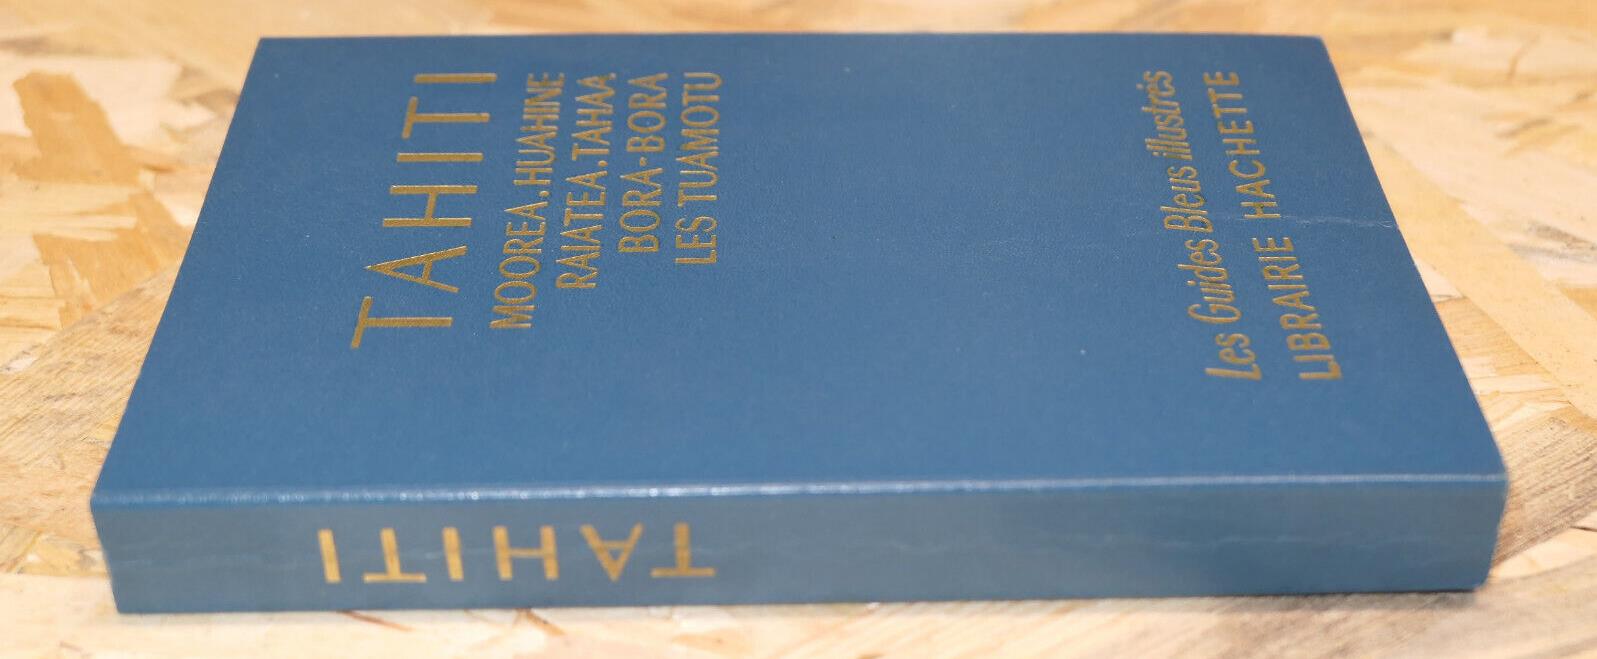 TAHITI
MOOREA.HUAHINE
RAIATEA.TAHAA
BORA-BORA
LES TUAMOTU
Les Guides Bleus illustrés
LIBRAIRIE HACHETTE
TAHITI